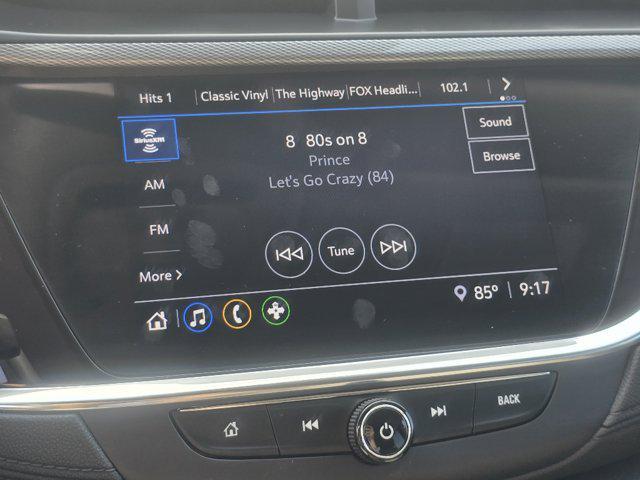 Hits 1 Classic Vinyl The Highway FOX Headli... 102.1
SiriusXM
8 80s on 8
Prince
Let's Go Crazy (84)
Sound
Browse
AM
FM
More
Tune
85° 9:17
BACK